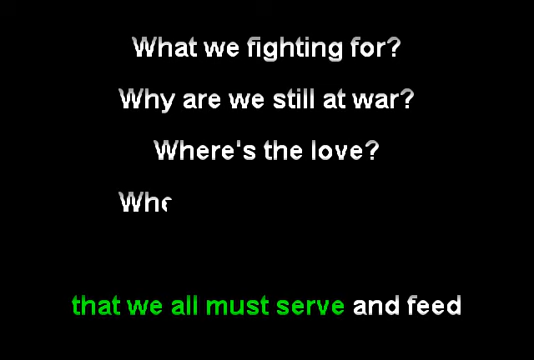 What we fighting for?
Why are we still at war?
Where's the love?
that we all must serve and feed